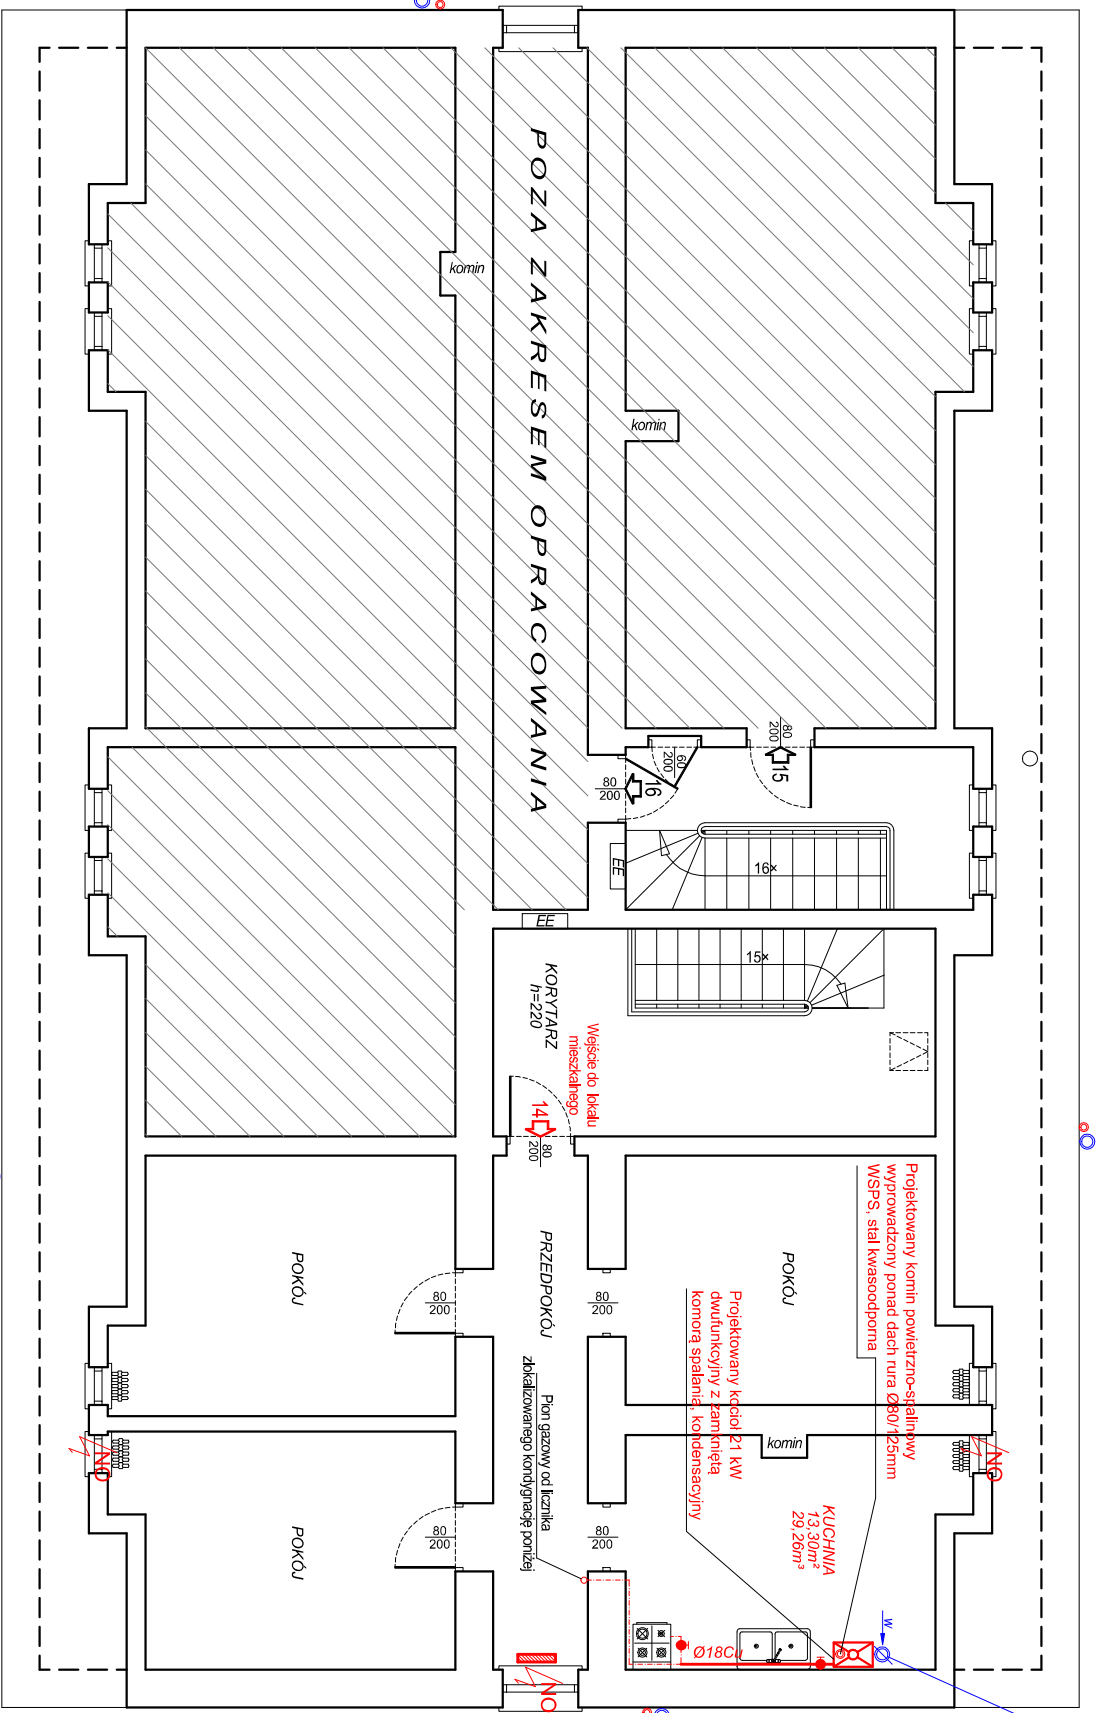 POZA ZAKRESEM OPRACOWANIA
komin
komin
80
200
15
60
200
16
80
200
EE
16×
EE
15×
KORYTARZ
h=220
Wejście do lokalu
mieszkalnego
14
80
200
Projektowany komin powietrzno-spalinowy
wyprowadzony ponad dach rura Ø80/125mm
WSPS, stal kwasoodporna
POKÓJ
PRZEDPOKÓJ
POKÓJ
80
200
80
200
Projektowany kocioł 21 kW
dwufunkcyjny z zamkniętą
komorą spalania, kondensacyjny
Pion gazowy od licznika
zlokalizowanego kondygnację poniżej
komin
NO
NO
KUCHNIA
13,30m²
29,26m³
80
200
80
200
POKÓJ
W
Ø18Cu
NO